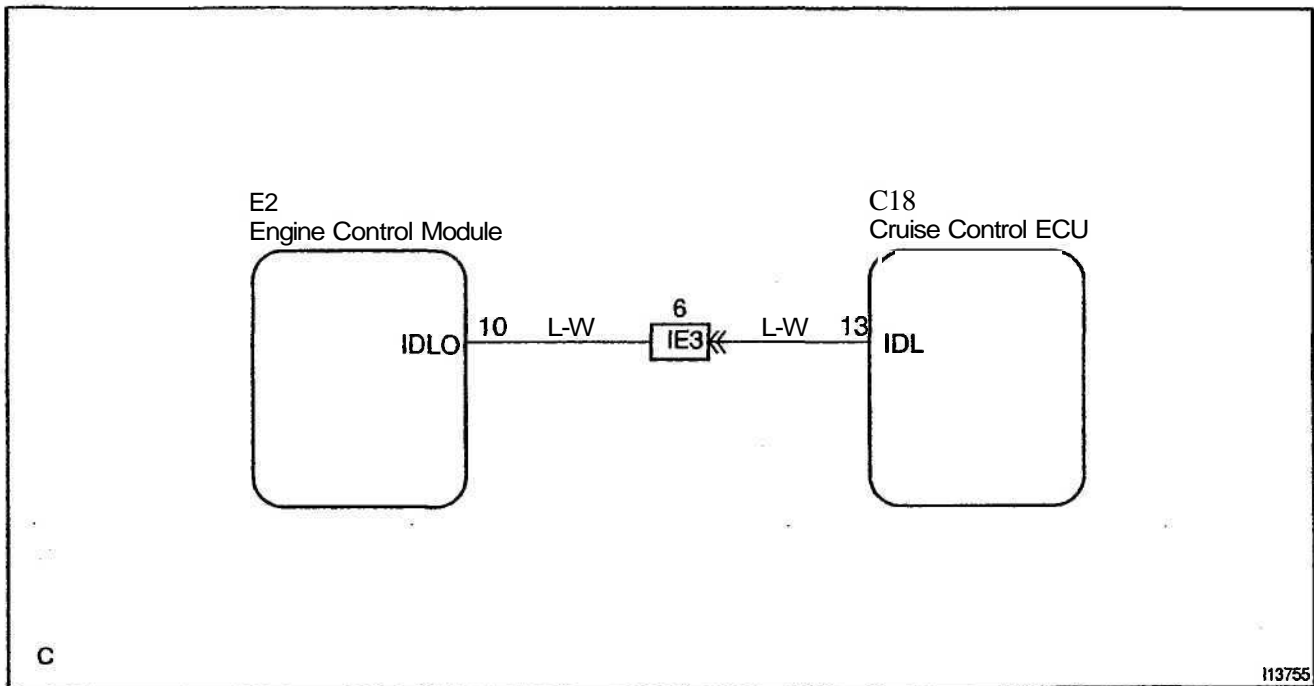 E2
Engine Control Module
C18
Cruise Control ECU
IDLO 10 L-W 6 IE3 L-W 13 IDL
C
I13755